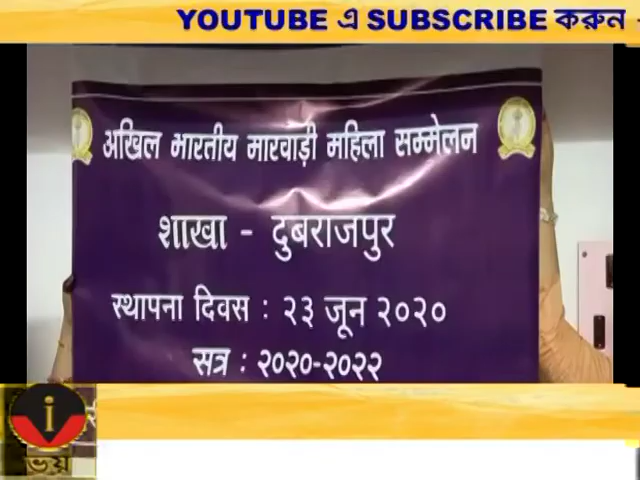 YOUTUBE এ SUBSCRIBE করুন
अखिल भारतीय मारवाड़ी महिला सम्मेलन
शाखा - दुबराजपुर
स्थापना दिवस : २३ जून २०२०
सत्र : २०२०-२०२२
i